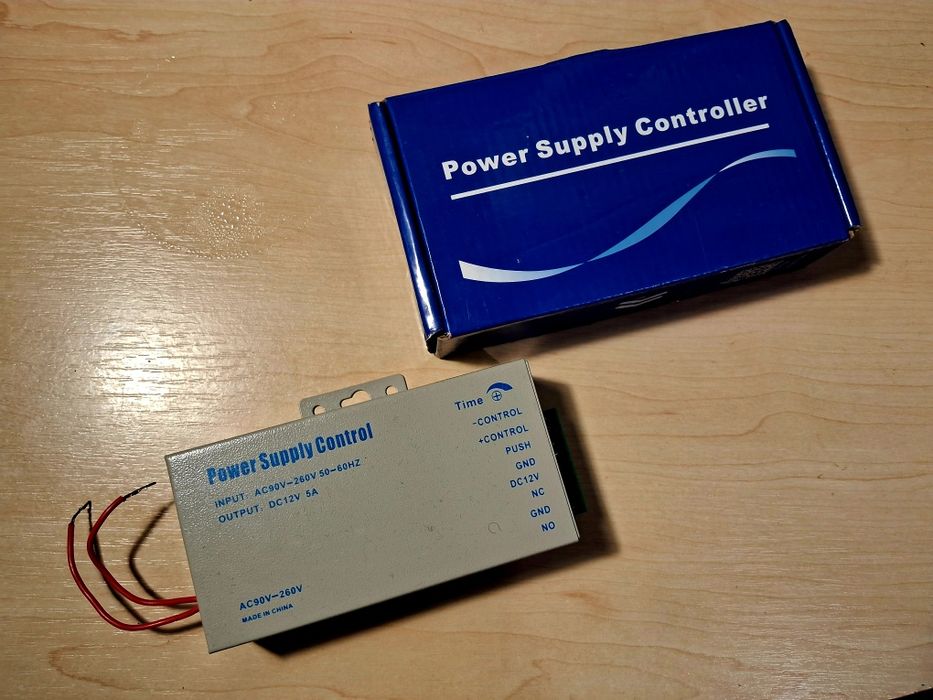 Power Supply Controller
Power Supply Control
INPUT: AC90V-260V 50-60HZ
OUTPUT: DC12V 5A
AC90V-260V
MADE IN CHINA
Time
-CONTROL
+CONTROL
PUSH
GND
DC12V
NC
GND
NO